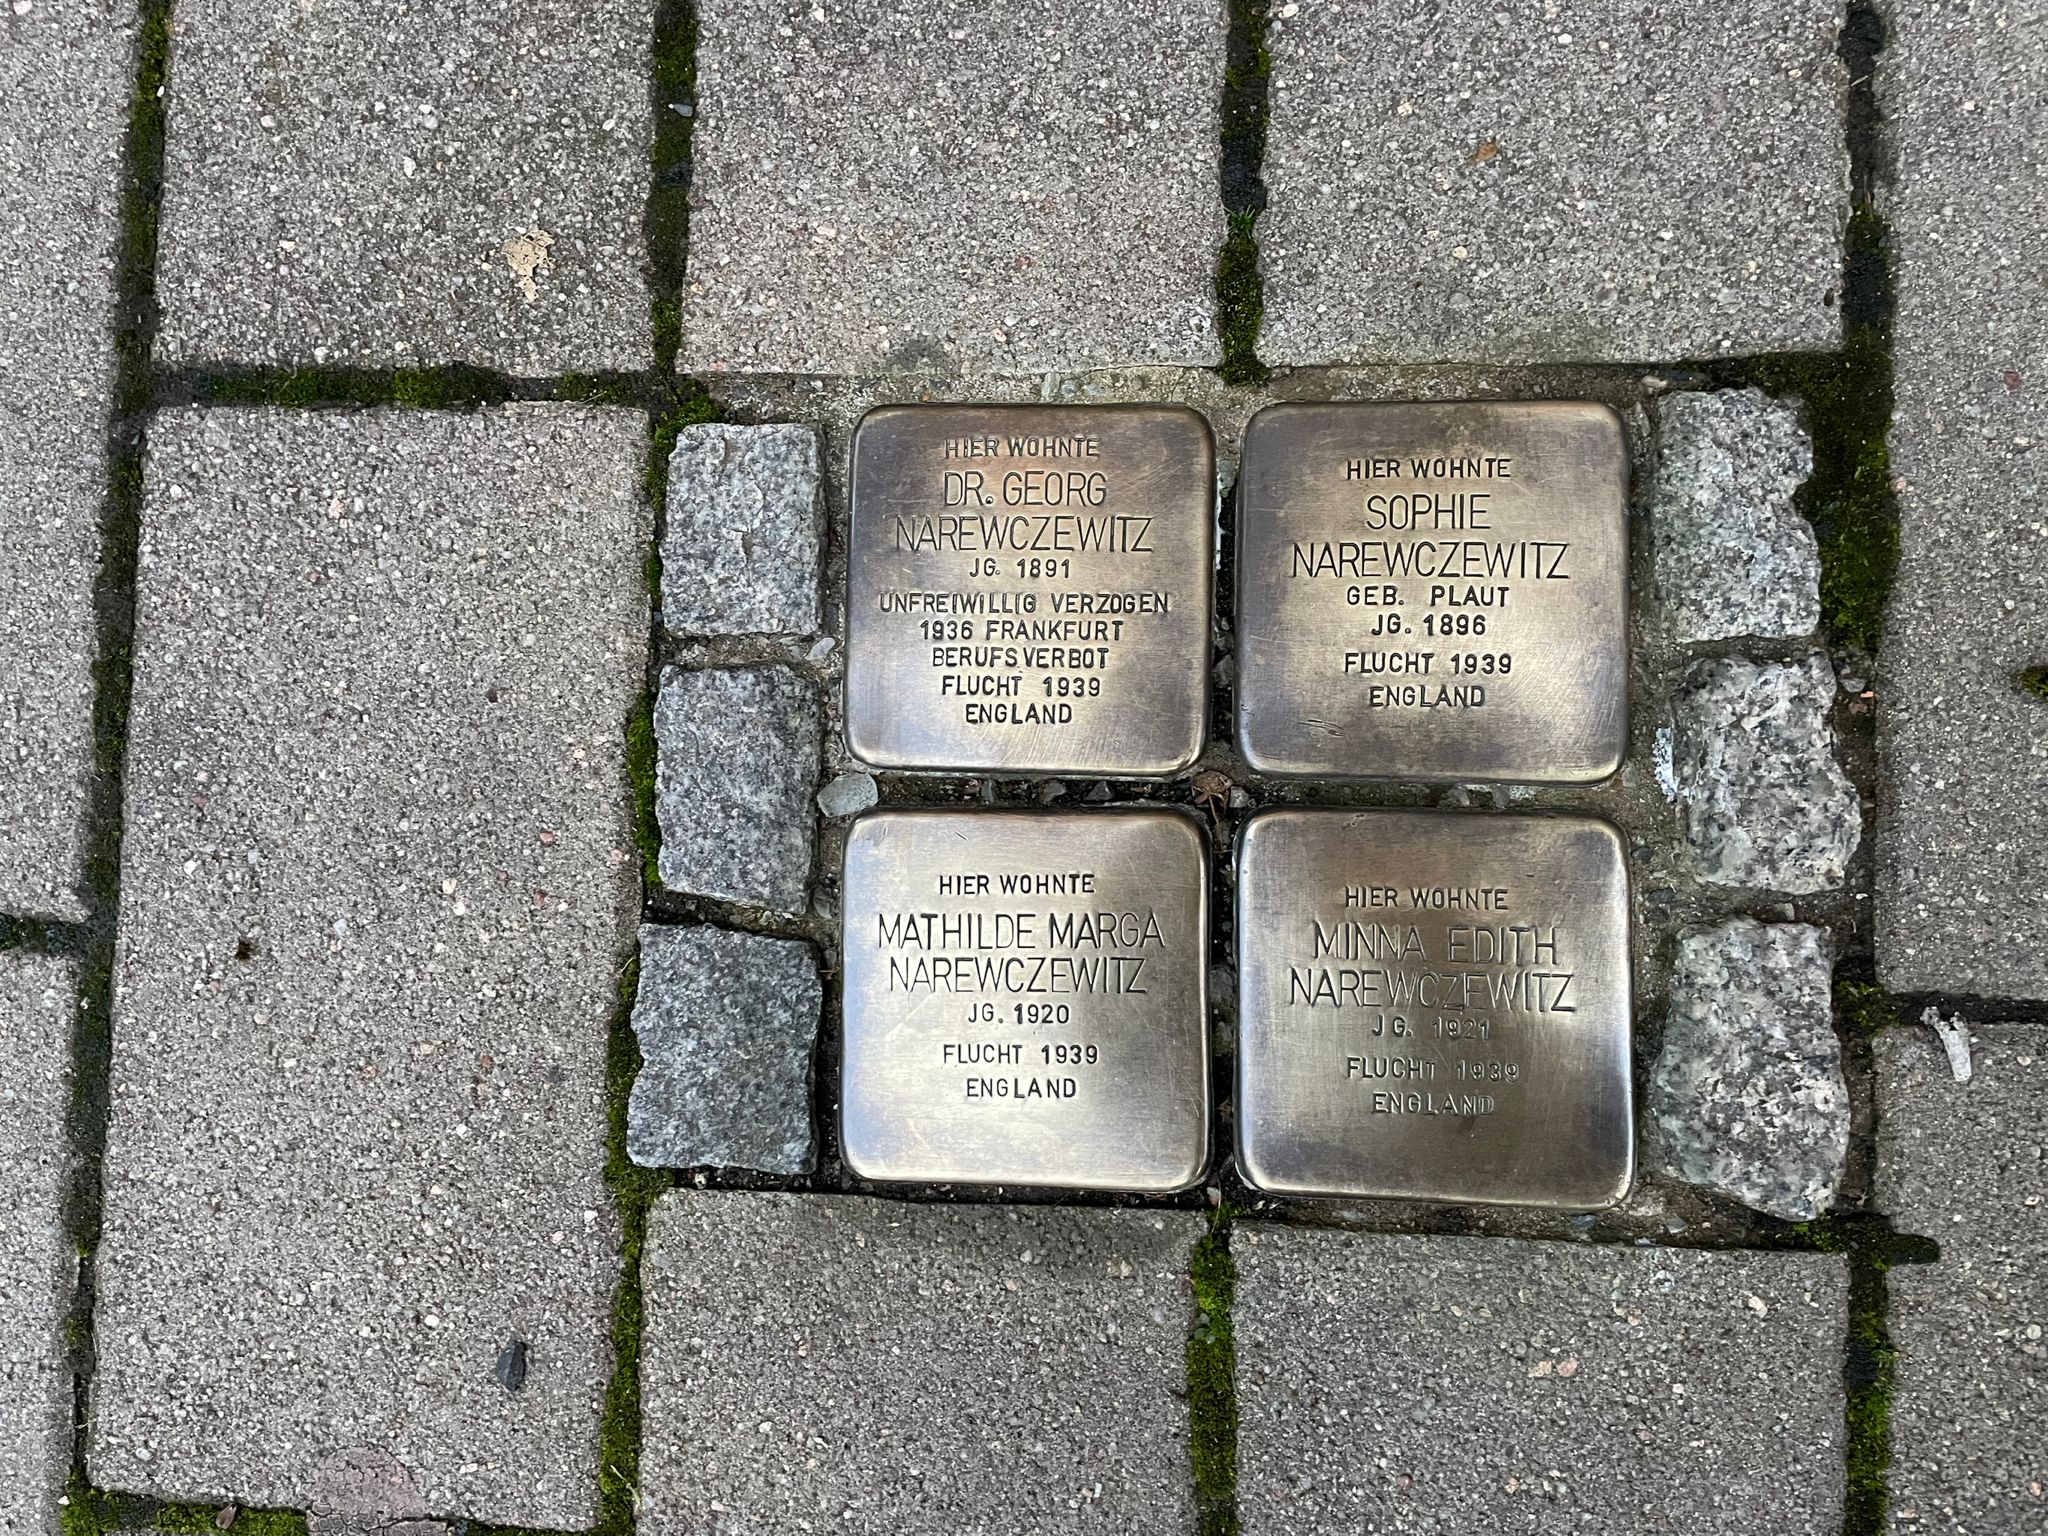 HIER WOHNTE
DR. GEORG
NAREWCZEWITZ
JG. 1891
UNFREIWILLIG VERZOGEN
1936 FRANKFURT
BERUFSVERBOT
FLUCHT 1939
ENGLAND
HIER WOHNTE
SOPHIE
NAREWCZEWITZ
GEB. PLAUT
JG. 1896
FLUCHT 1939
ENGLAND
HIER WOHNTE
MATHILDE MARGA
NAREWCZEWITZ
JG. 1920
FLUCHT 1939
ENGLAND
HIER WOHNTE
MINNA EDITH
NAREWCZEWITZ
JG. 1921
FLUCHT 1939
ENGLAND